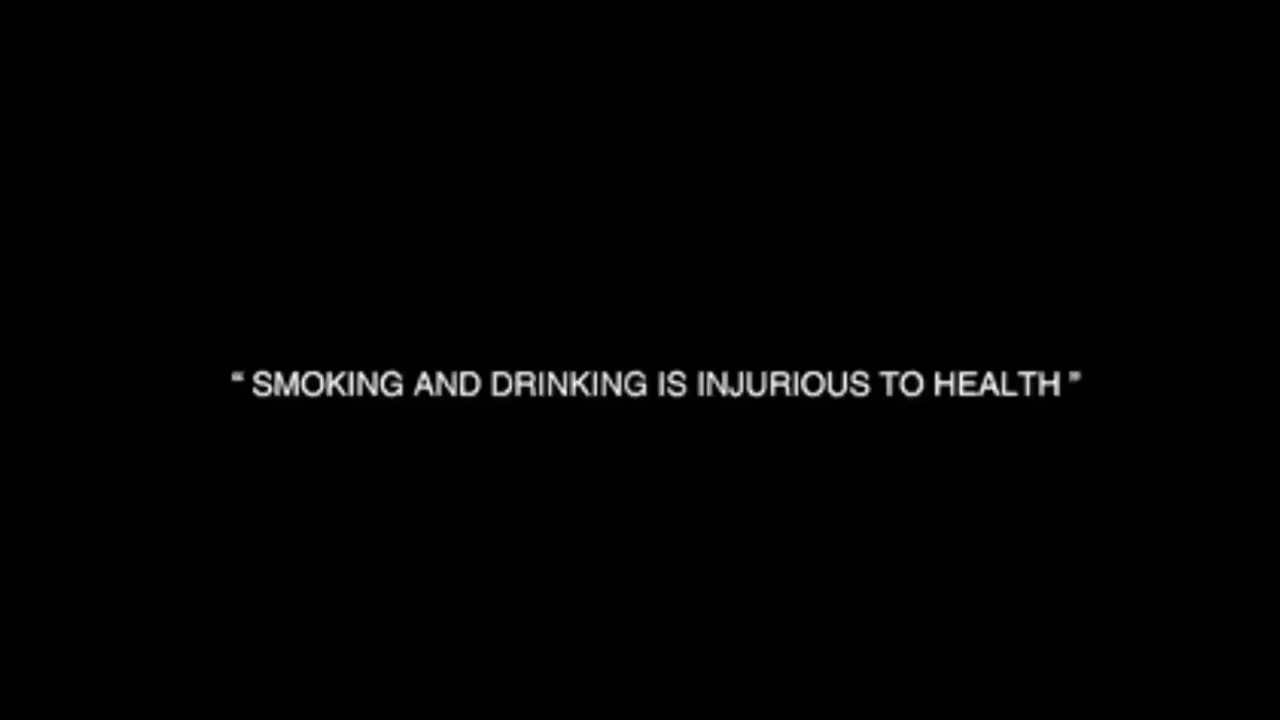 “ SMOKING AND DRINKING IS INJURIOUS TO HEALTH ”